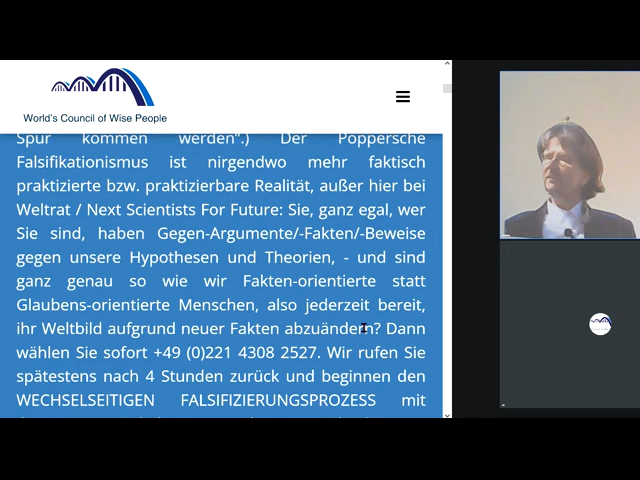 World's Council of Wise People
Spur kommen werden“.) Der Poppersche
Falsifikationismus ist nirgendwo mehr faktisch
praktizierte bzw. praktizierbare Realität, außer hier bei
Weltrat / Next Scientists For Future: Sie, ganz egal, wer
Sie sind, haben Gegen-Argumente/-Fakten/-Beweise
gegen unsere Hypothesen und Theorien, - und sind
ganz genau so wie wir Fakten-orientierte statt
Glaubens-orientierte Menschen, also jederzeit bereit,
ihr Weltbild aufgrund neuer Fakten abzuändern? Dann
wählen Sie sofort +49 (0)221 4308 2527. Wir rufen Sie
spätestens nach 4 Stunden zurück und beginnen den
WECHSELSEITIGEN FALSIFIZIERUNGSPROZESS mit